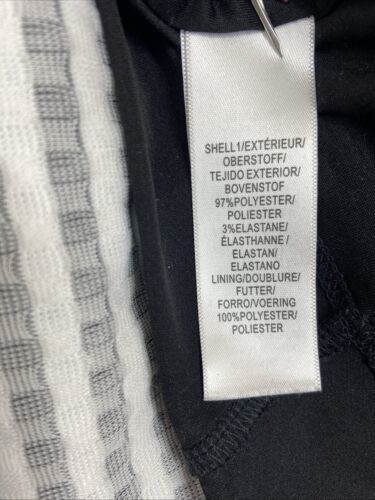 SHELL1/EXTÉRIEUR/
OBERSTOFF/
TEJIDO EXTERIOR/
BOVENSTOF
97%POLYESTER/
POLIESTER
3%ELASTANE/
ÉLASTHANNE /
ELASTAN/
ELASTANO
LINING/DOUBLURE/
FUTTER/
FORRO/VOERING
100%POLYESTER/
POLIESTER